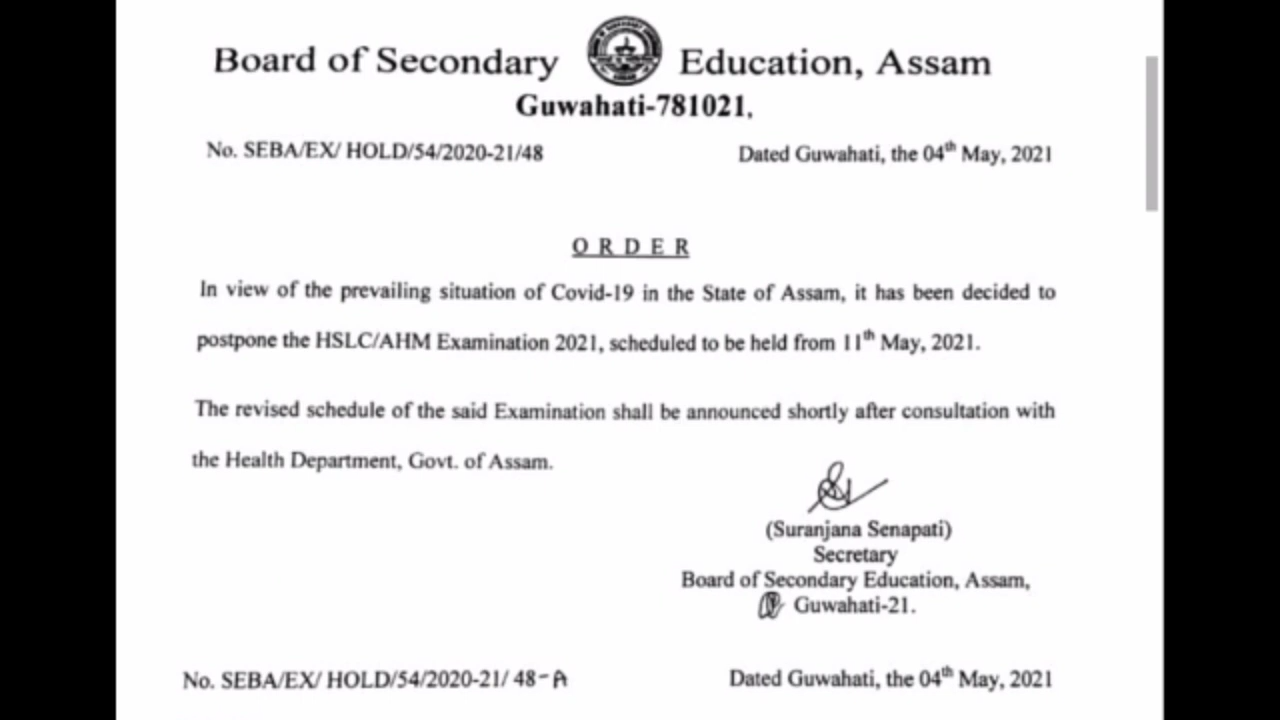 Board of Secondary Education, Assam
Guwahati-781021.
No. SEBA/EX/ HOLD/54/2020-21/48 Dated Guwahati, the 04th May, 2021
O R D E R
In view of the prevailing situation of Covid-19 in the State of Assam, it has been decided to
postpone the HSLC/AHM Examination 2021, scheduled to be held from 11th May, 2021.
The revised schedule of the said Examination shall be announced shortly after consultation with
the Health Department, Govt. of Assam.
(Suranjana Senapati)
Secretary
Board of Secondary Education, Assam,
Guwahati-21.
No. SEBA/EX/ HOLD/54/2020-21/ 48-A Dated Guwahati, the 04th May, 2021